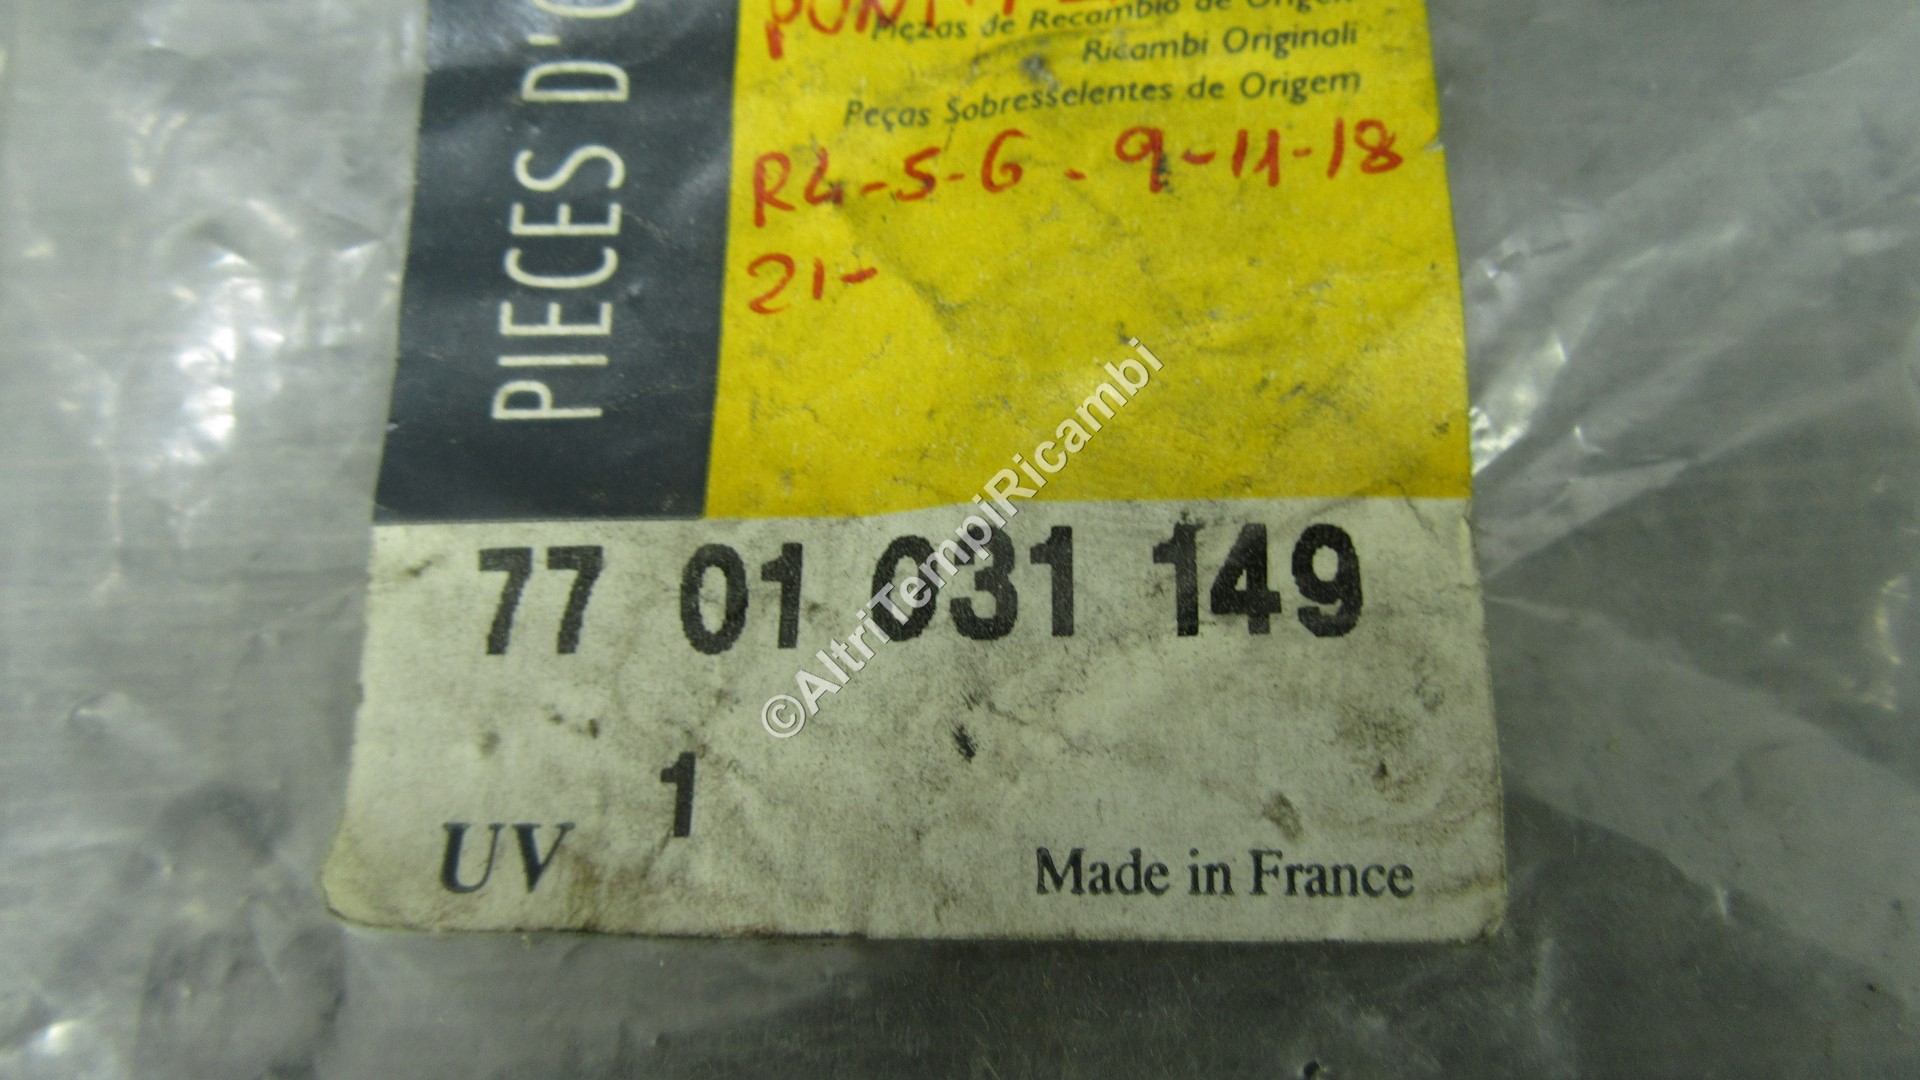 PIECES D'O
Piezas de Recambio de Origen
Ricambi Originali
Peças Sobresselentes de Origem
R4-5-6-9-11-18
21-
77 01 031 149
©AltriTempiRicambi
UV 1
Made in France